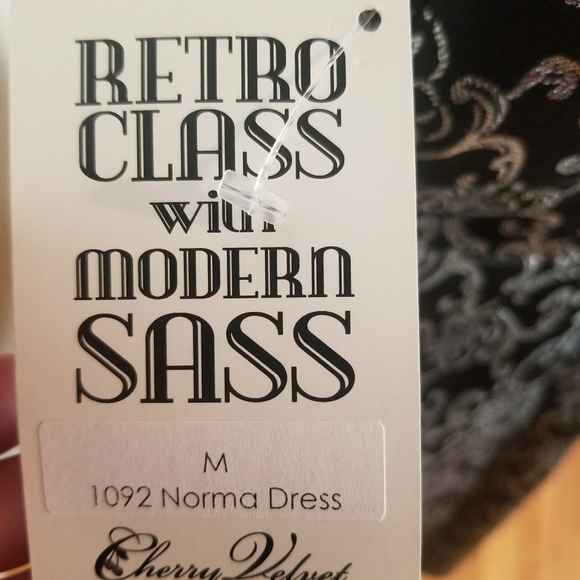 RETRO
CLASS
with
MODERN
SASS
M
1092 Norma Dress
Cherry Velvet